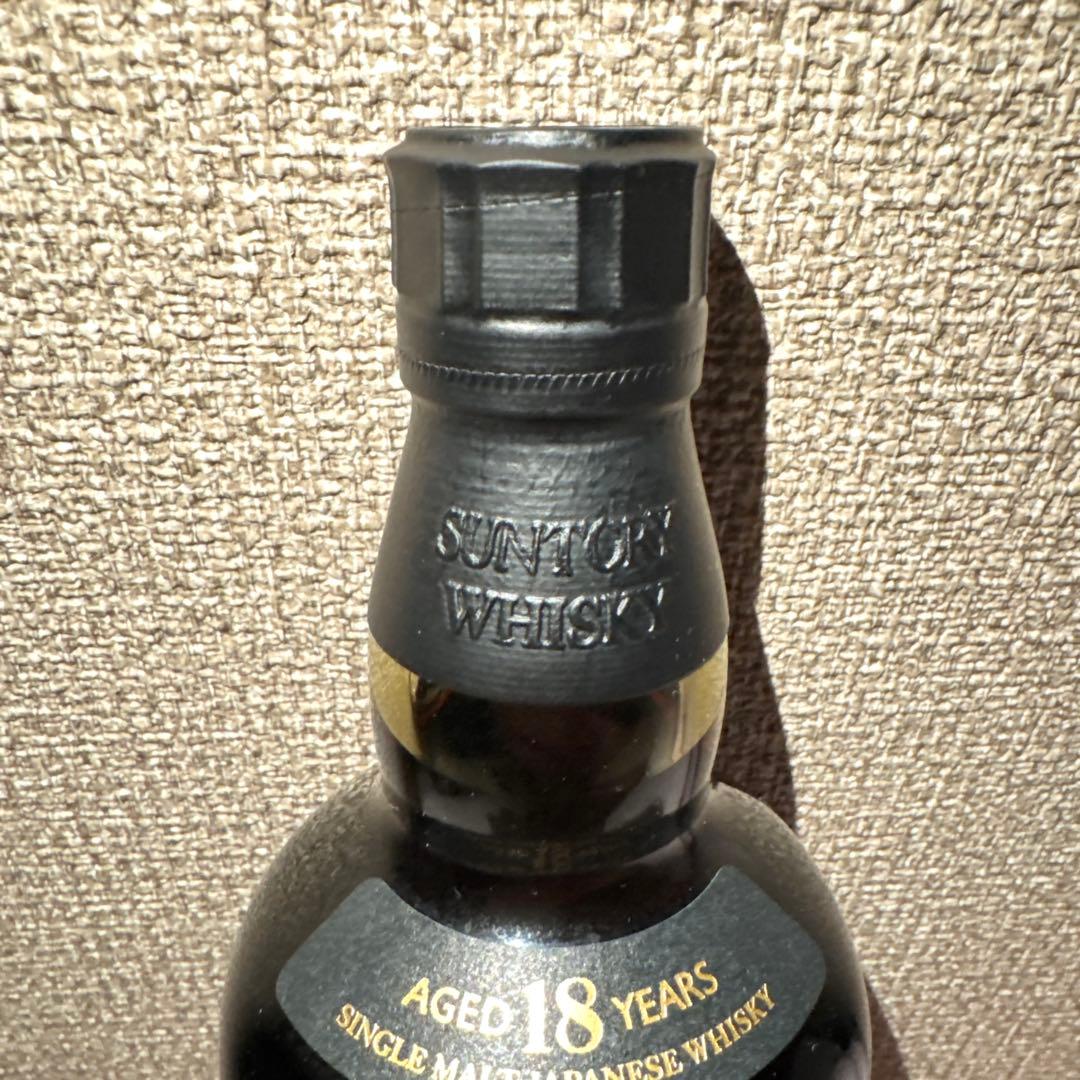 SUNTORY
WHISKY
AGED 18 YEARS
SINGLE MALT JAPANESE WHISKY